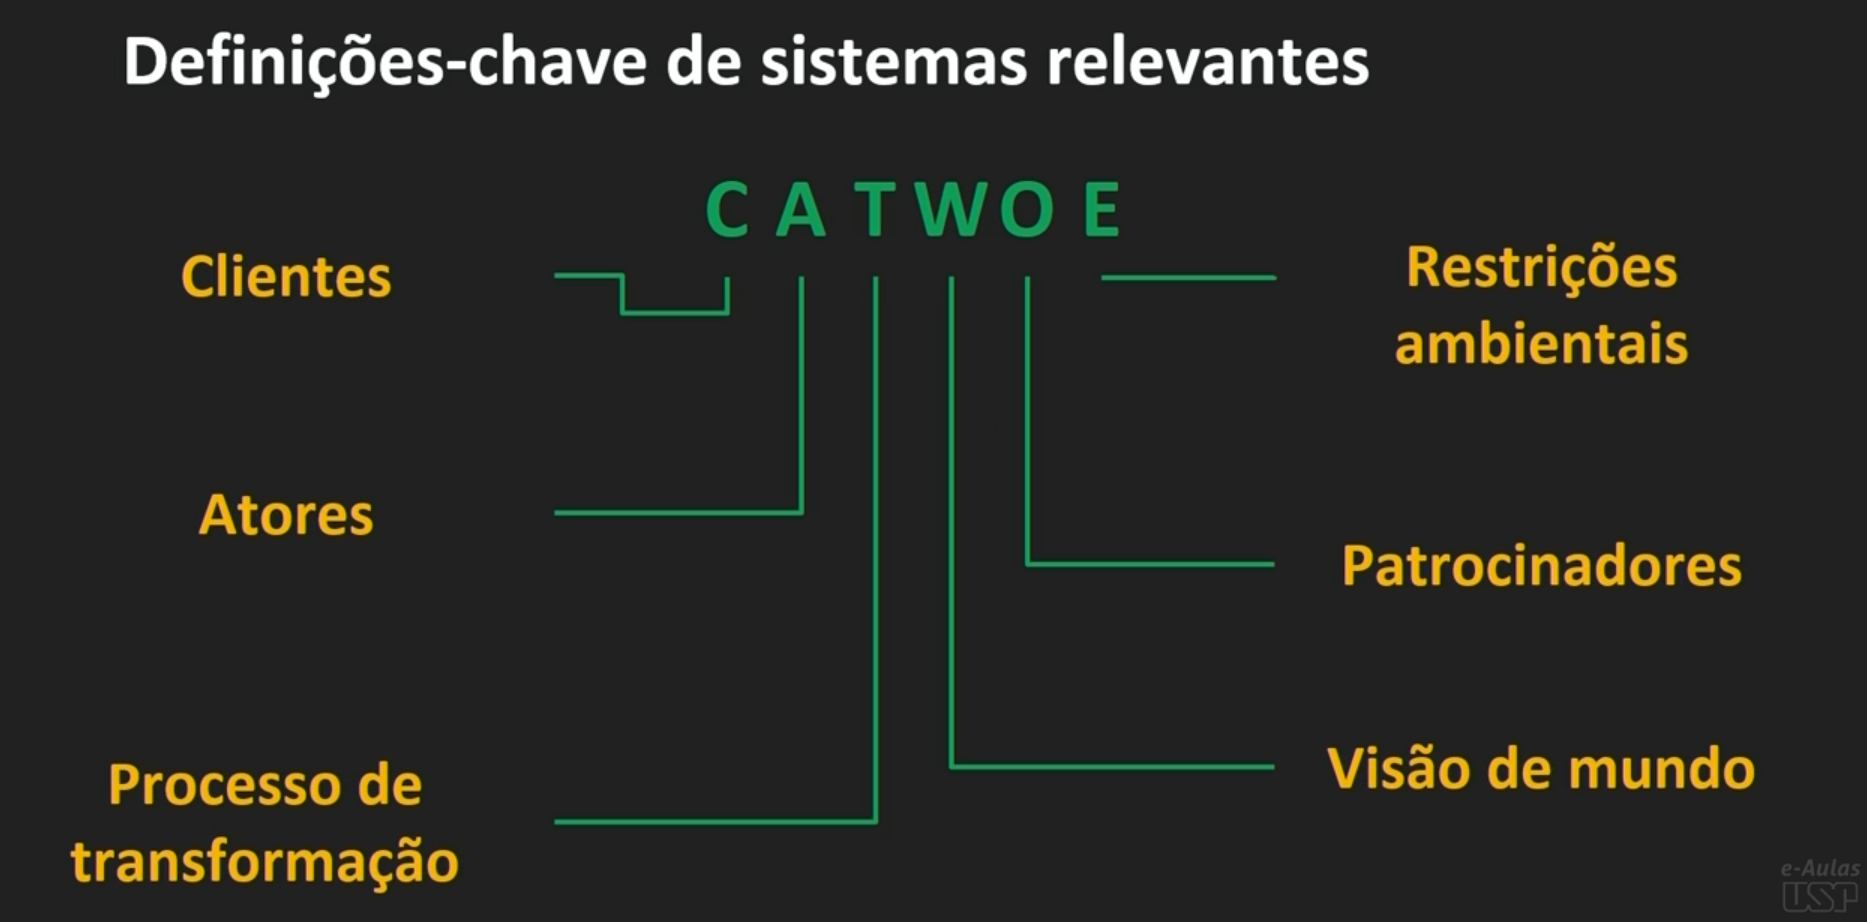 Definições-chave de sistemas relevantes
C A T W O E
Clientes
Atores
Processo de
transformação
Restrições
ambientais
Patrocinadores
Visão de mundo
e-Aulas
USP